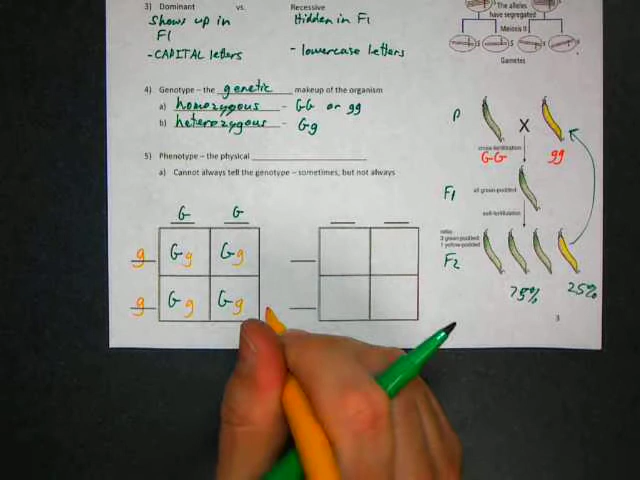 3) Dominant vs. Recessive
Shows up in Hidden in F1
F1
-CAPITAL letters - lowercase letters
4) Genotype – the genetic makeup of the organism
a) homozygous - GG or gg
b) heterozygous - Gg
5) Phenotype – the physical
a) Cannot always tell the genotype – sometimes, but not always
G G
g Gg Gg
g Gg Gg
The alleles
have segregated
Meiosis II
S S s
Gametes
P X
cross-fertilization
GG gg
F1 all green-podded
self-fertilization
ratio:
3 green-podded
1 yellow-podded
F2
75% 25%
3